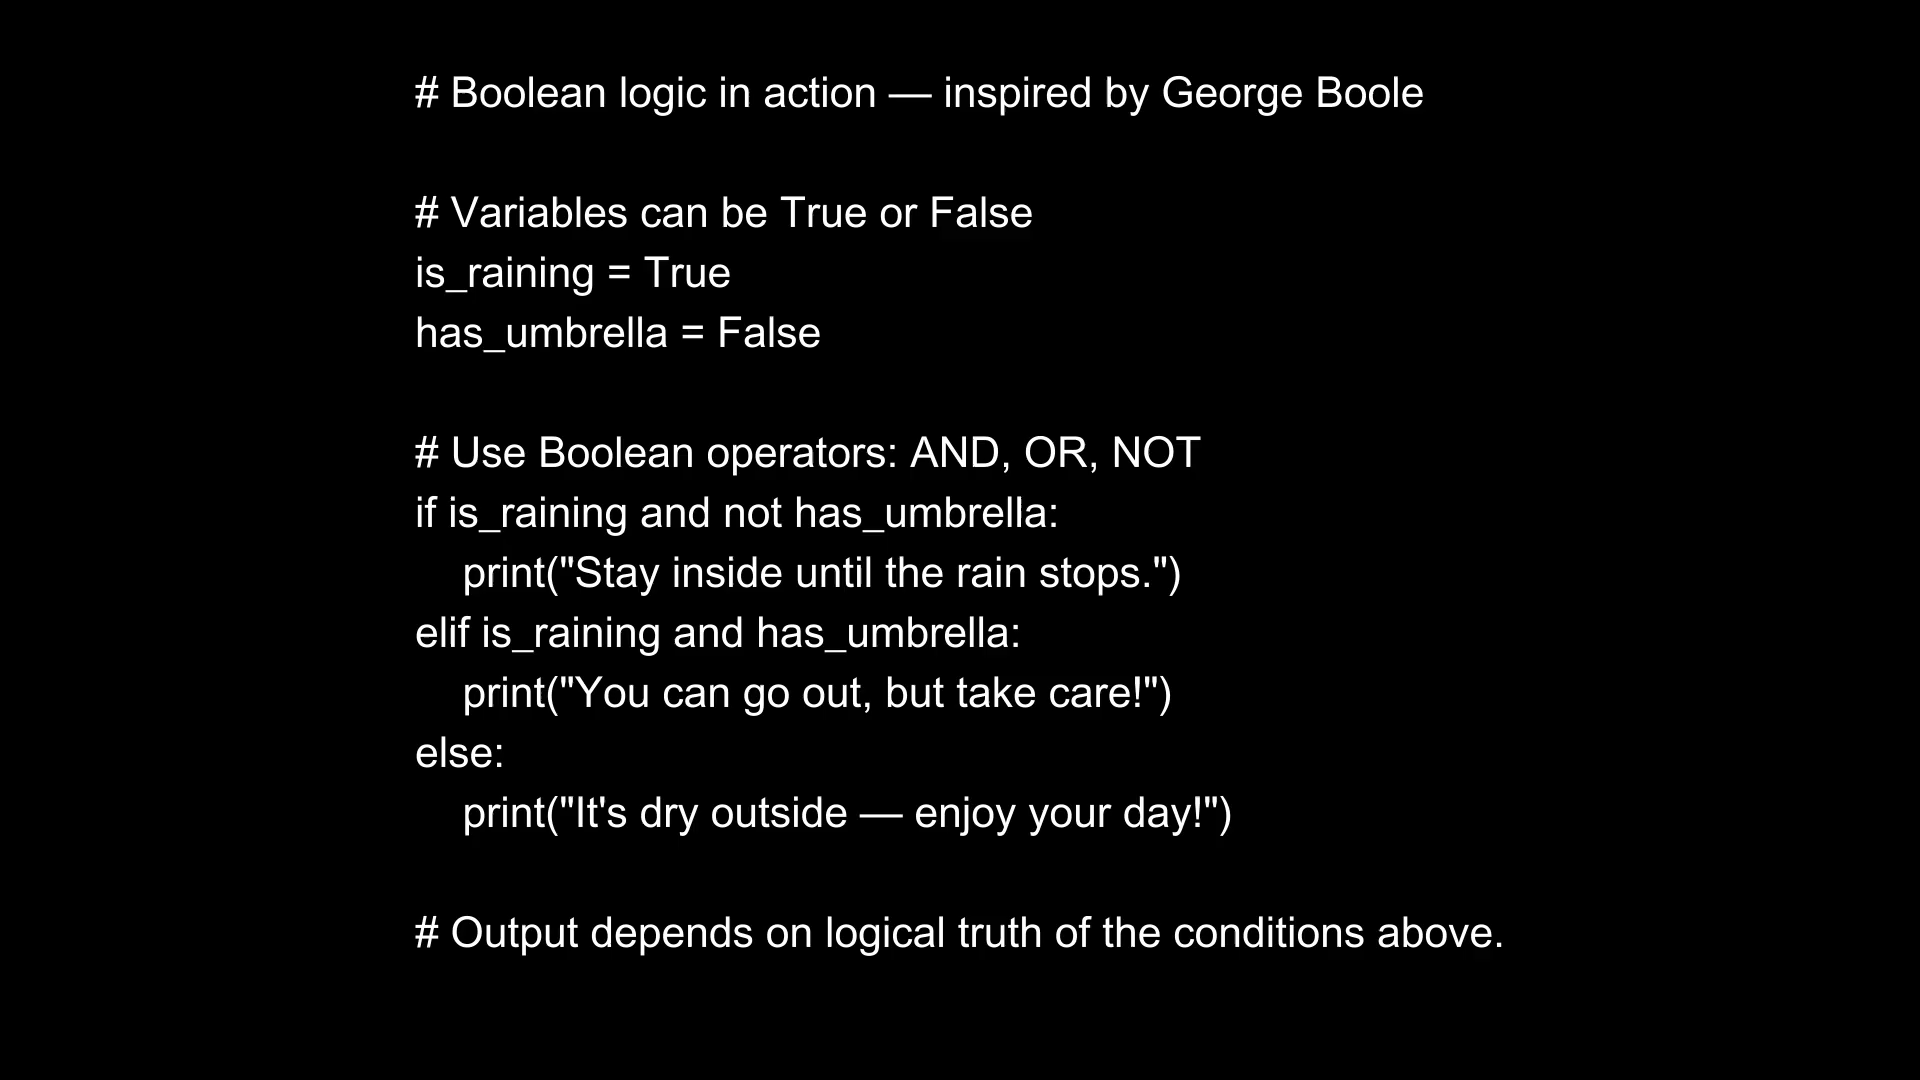 # Boolean logic in action — inspired by George Boole
# Variables can be True or False
is_raining = True
has_umbrella = False
# Use Boolean operators: AND, OR, NOT
if is_raining and not has_umbrella:
    print("Stay inside until the rain stops.")
elif is_raining and has_umbrella:
    print("You can go out, but take care!")
else:
    print("It's dry outside — enjoy your day!")
# Output depends on logical truth of the conditions above.